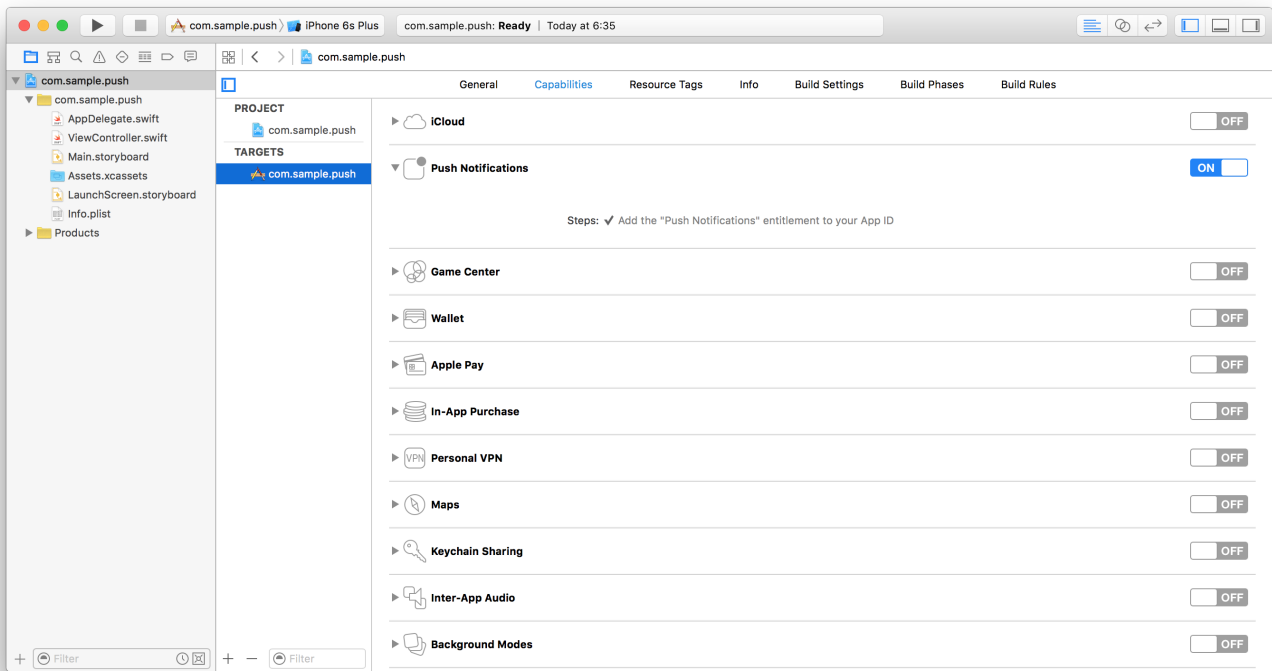 com.sample.push iPhone 6s Plus com.sample.push: Ready | Today at 6:35
com.sample.push
com.sample.push
com.sample.push
AppDelegate.swift
ViewController.swift
Main.storyboard
Assets.xcassets
LaunchScreen.storyboard
Info.plist
Products
Filter
General Capabilities Resource Tags Info Build Settings Build Phases Build Rules
PROJECT
com.sample.push
TARGETS
com.sample.push
Filter
iCloud OFF
Push Notifications ON
Steps: ✔ Add the "Push Notifications" entitlement to your App ID
Game Center OFF
Wallet OFF
Apple Pay OFF
In-App Purchase OFF
VPN Personal VPN OFF
Maps OFF
Keychain Sharing OFF
Inter-App Audio OFF
Background Modes OFF